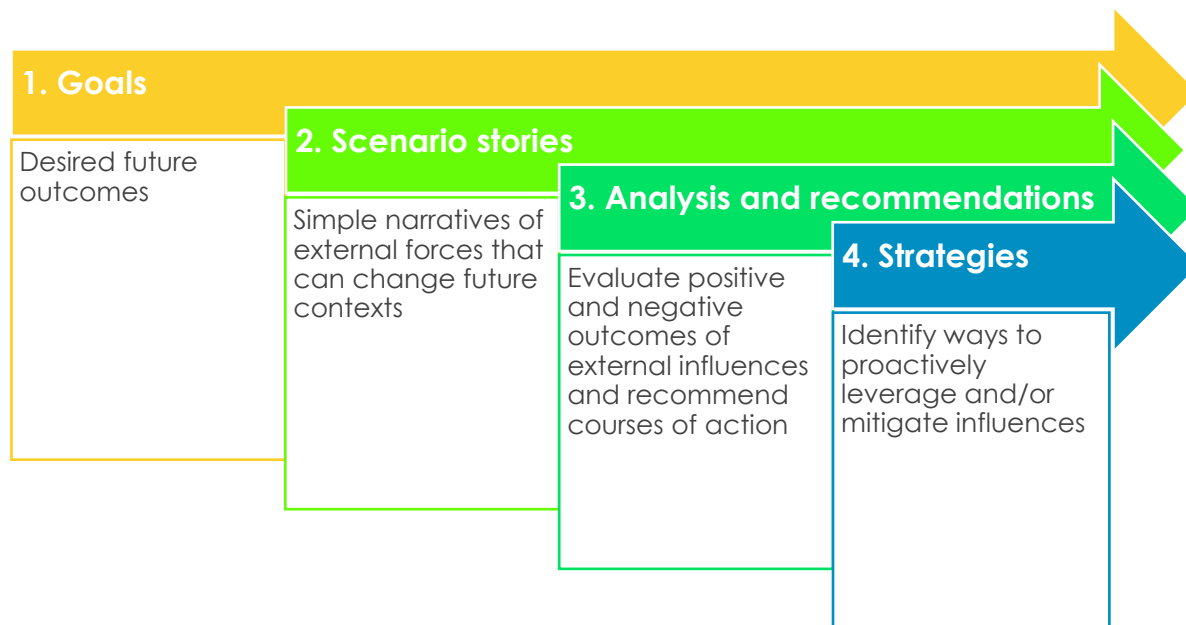 1. Goals
Desired future
outcomes
2. Scenario stories
Simple narratives of
external forces that
can change future
contexts
3. Analysis and recommendations
Evaluate positive
and negative
outcomes of
external influences
and recommend
courses of action
4. Strategies
Identify ways to
proactively
leverage and/or
mitigate influences